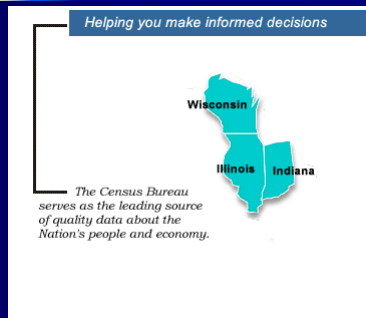 Helping you make informed decisions
Wisconsin
Illinois
Indiana
The Census Bureau
serves as the leading source
of quality data about the
Nation's people and economy.